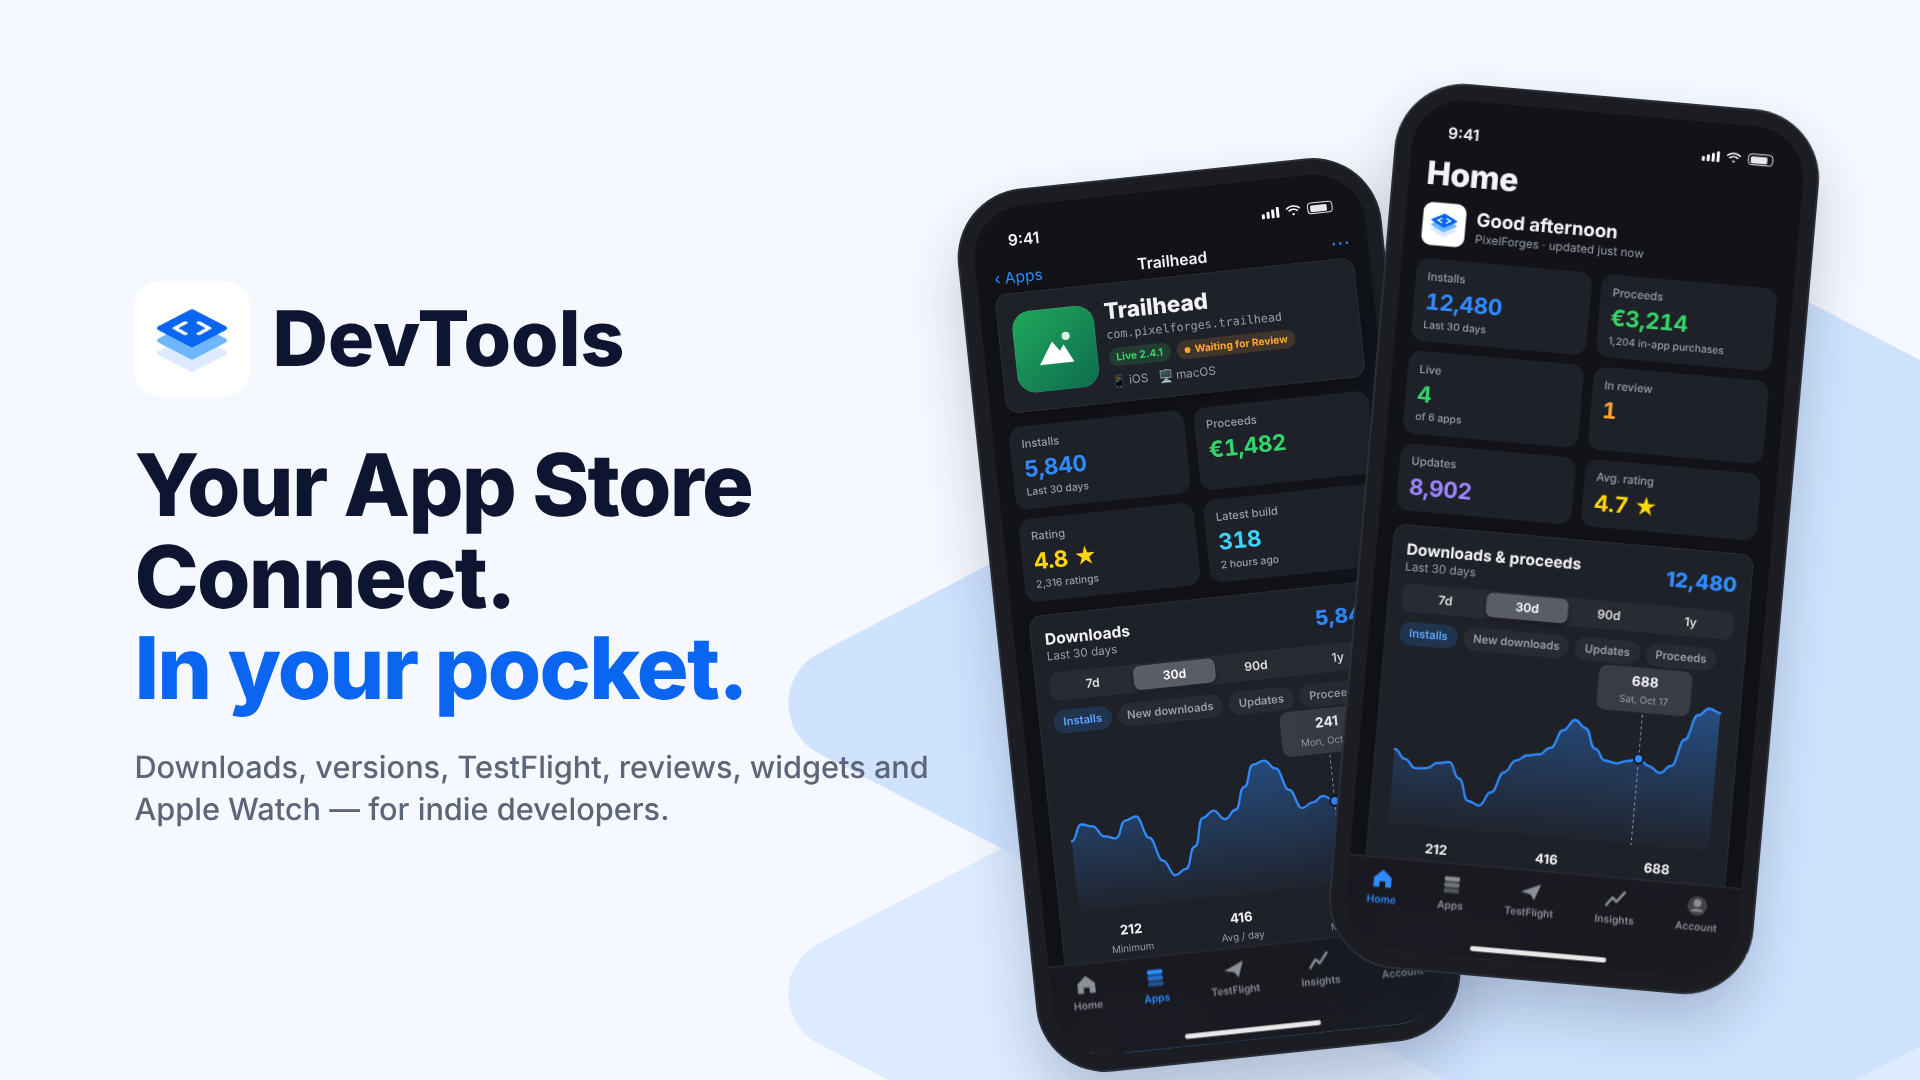 DevTools
Your App Store
Connect.
In your pocket.
Downloads, versions, TestFlight, reviews, widgets and
Apple Watch — for indie developers.
9:41
‹ Apps
Trailhead
···
Trailhead
com.pixelforges.trailhead
Live 2.4.1
Waiting for Review
iOS
macOS
Installs
5,840
Last 30 days
Proceeds
€1,482
Rating
4.8 ★
2,316 ratings
Latest build
318
2 hours ago
Downloads
Last 30 days
5,84
7d
30d
90d
1y
Installs
New downloads
Updates
Procee
241
Mon, Oct
212
Minimum
416
Avg / day
Home
Apps
TestFlight
Insights
Account
9:41
Home
Good afternoon
PixelForges · updated just now
Installs
12,480
Last 30 days
Proceeds
€3,214
1,204 in-app purchases
Live
4
of 6 apps
In review
1
Updates
8,902
Avg. rating
4.7 ★
Downloads & proceeds
Last 30 days
12,480
7d
30d
90d
1y
Installs
New downloads
Updates
Proceeds
688
Sat, Oct 17
212
416
688
Home
Apps
TestFlight
Insights
Account